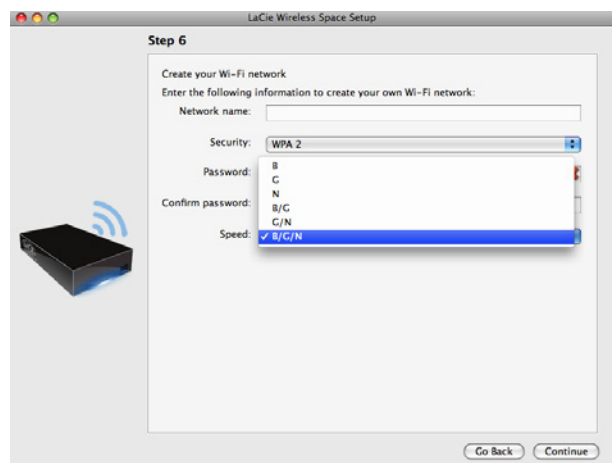 LaCie Wireless Space Setup
Step 6
Create your Wi-Fi network
Enter the following information to create your own Wi-Fi network:
Network name:
Security: WPA 2
Password:
B
G
N
Confirm password:
B/G
G/N
Speed: ✓ B/G/N
Go Back Continue